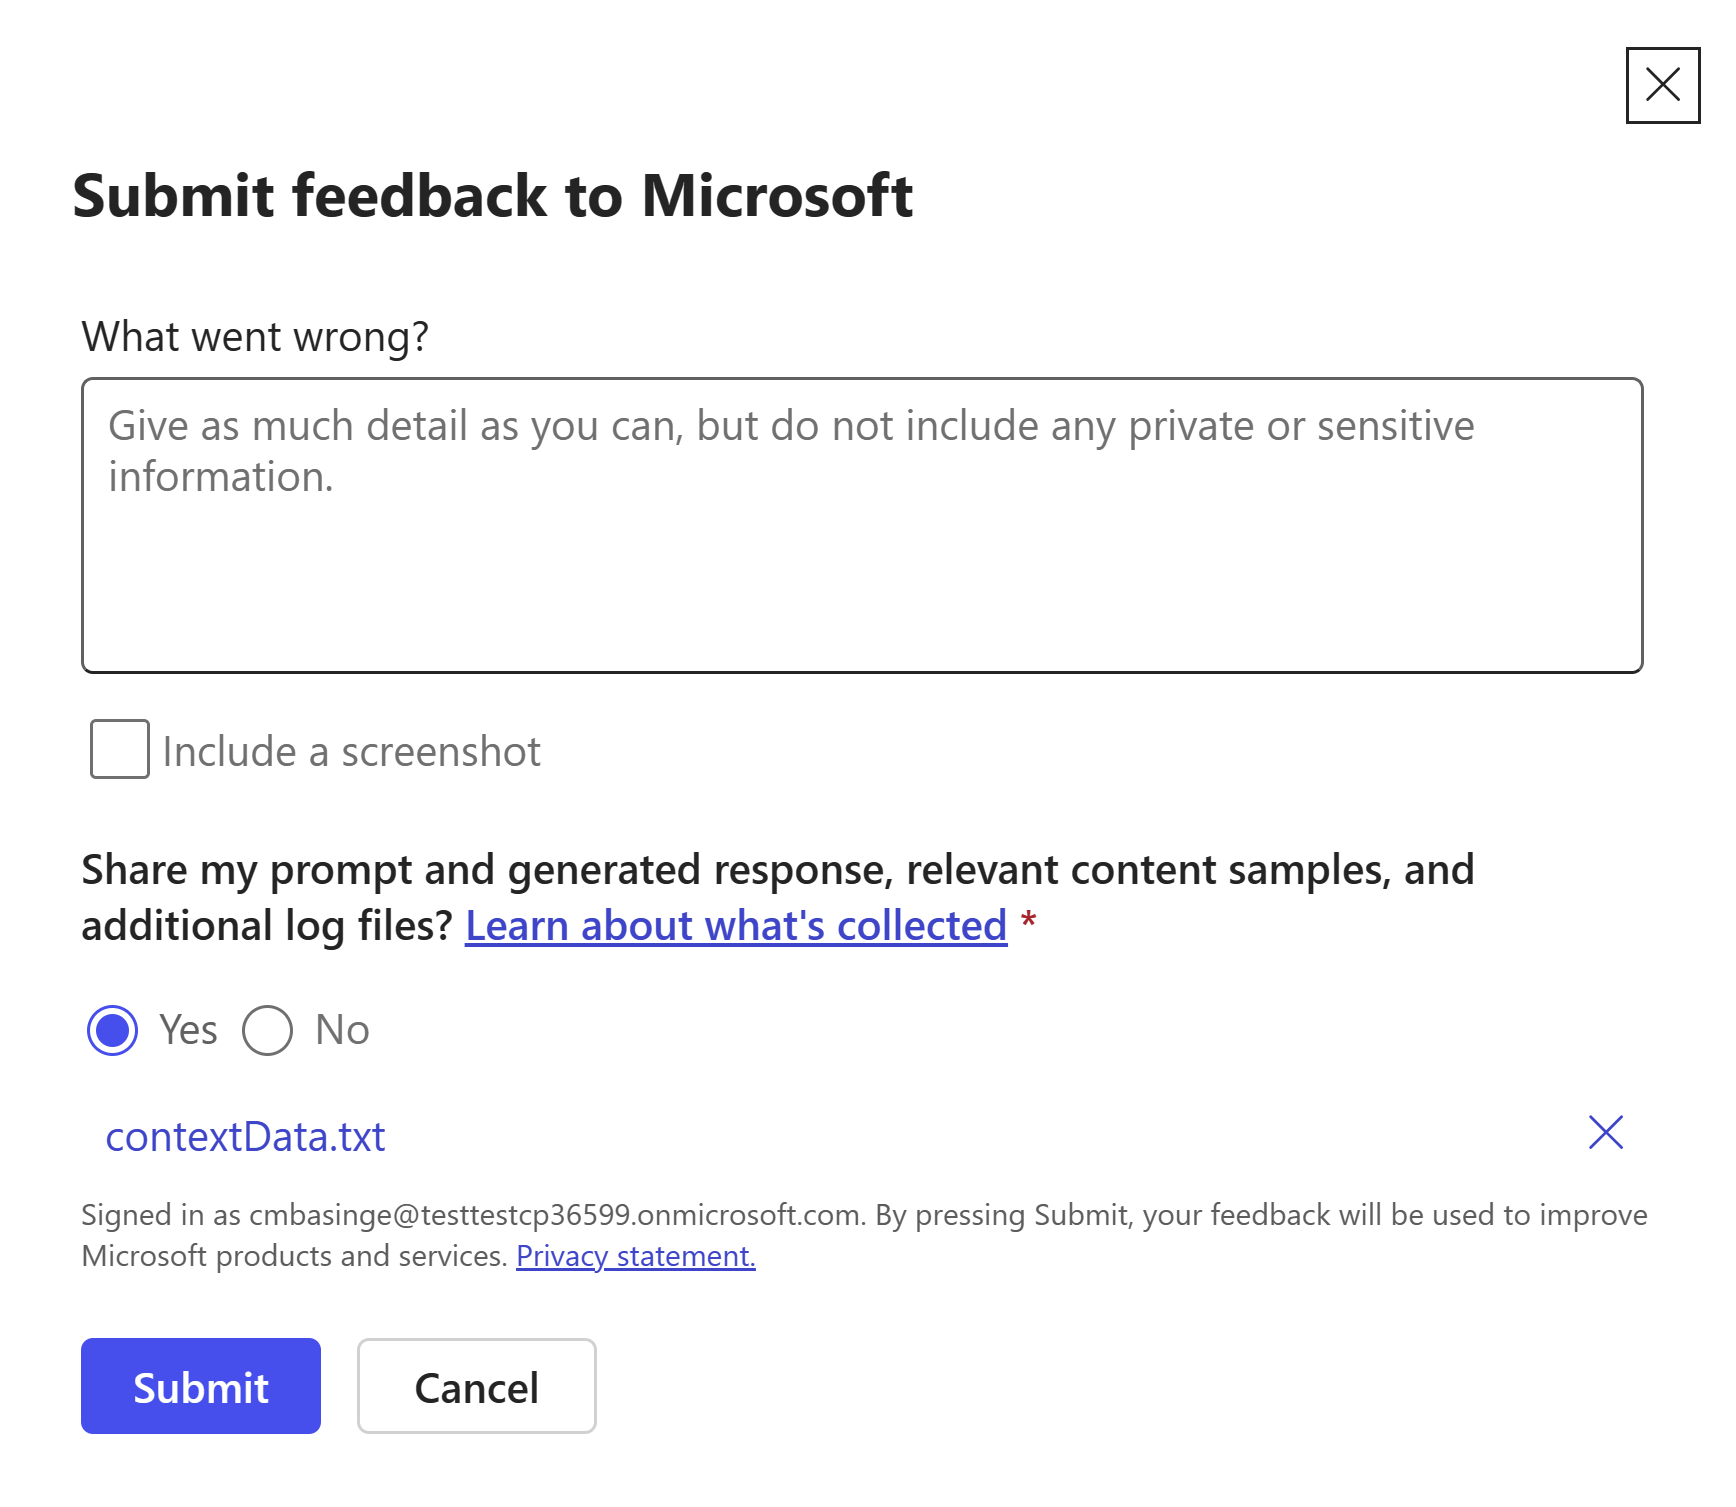 Submit feedback to Microsoft
What went wrong?
Give as much detail as you can, but do not include any private or sensitive
information.
Include a screenshot
Share my prompt and generated response, relevant content samples, and
additional log files? Learn about what's collected *
Yes No
contextData.txt
Signed in as cmbasinge@testtestcp36599.onmicrosoft.com. By pressing Submit, your feedback will be used to improve
Microsoft products and services. Privacy statement.
Submit Cancel